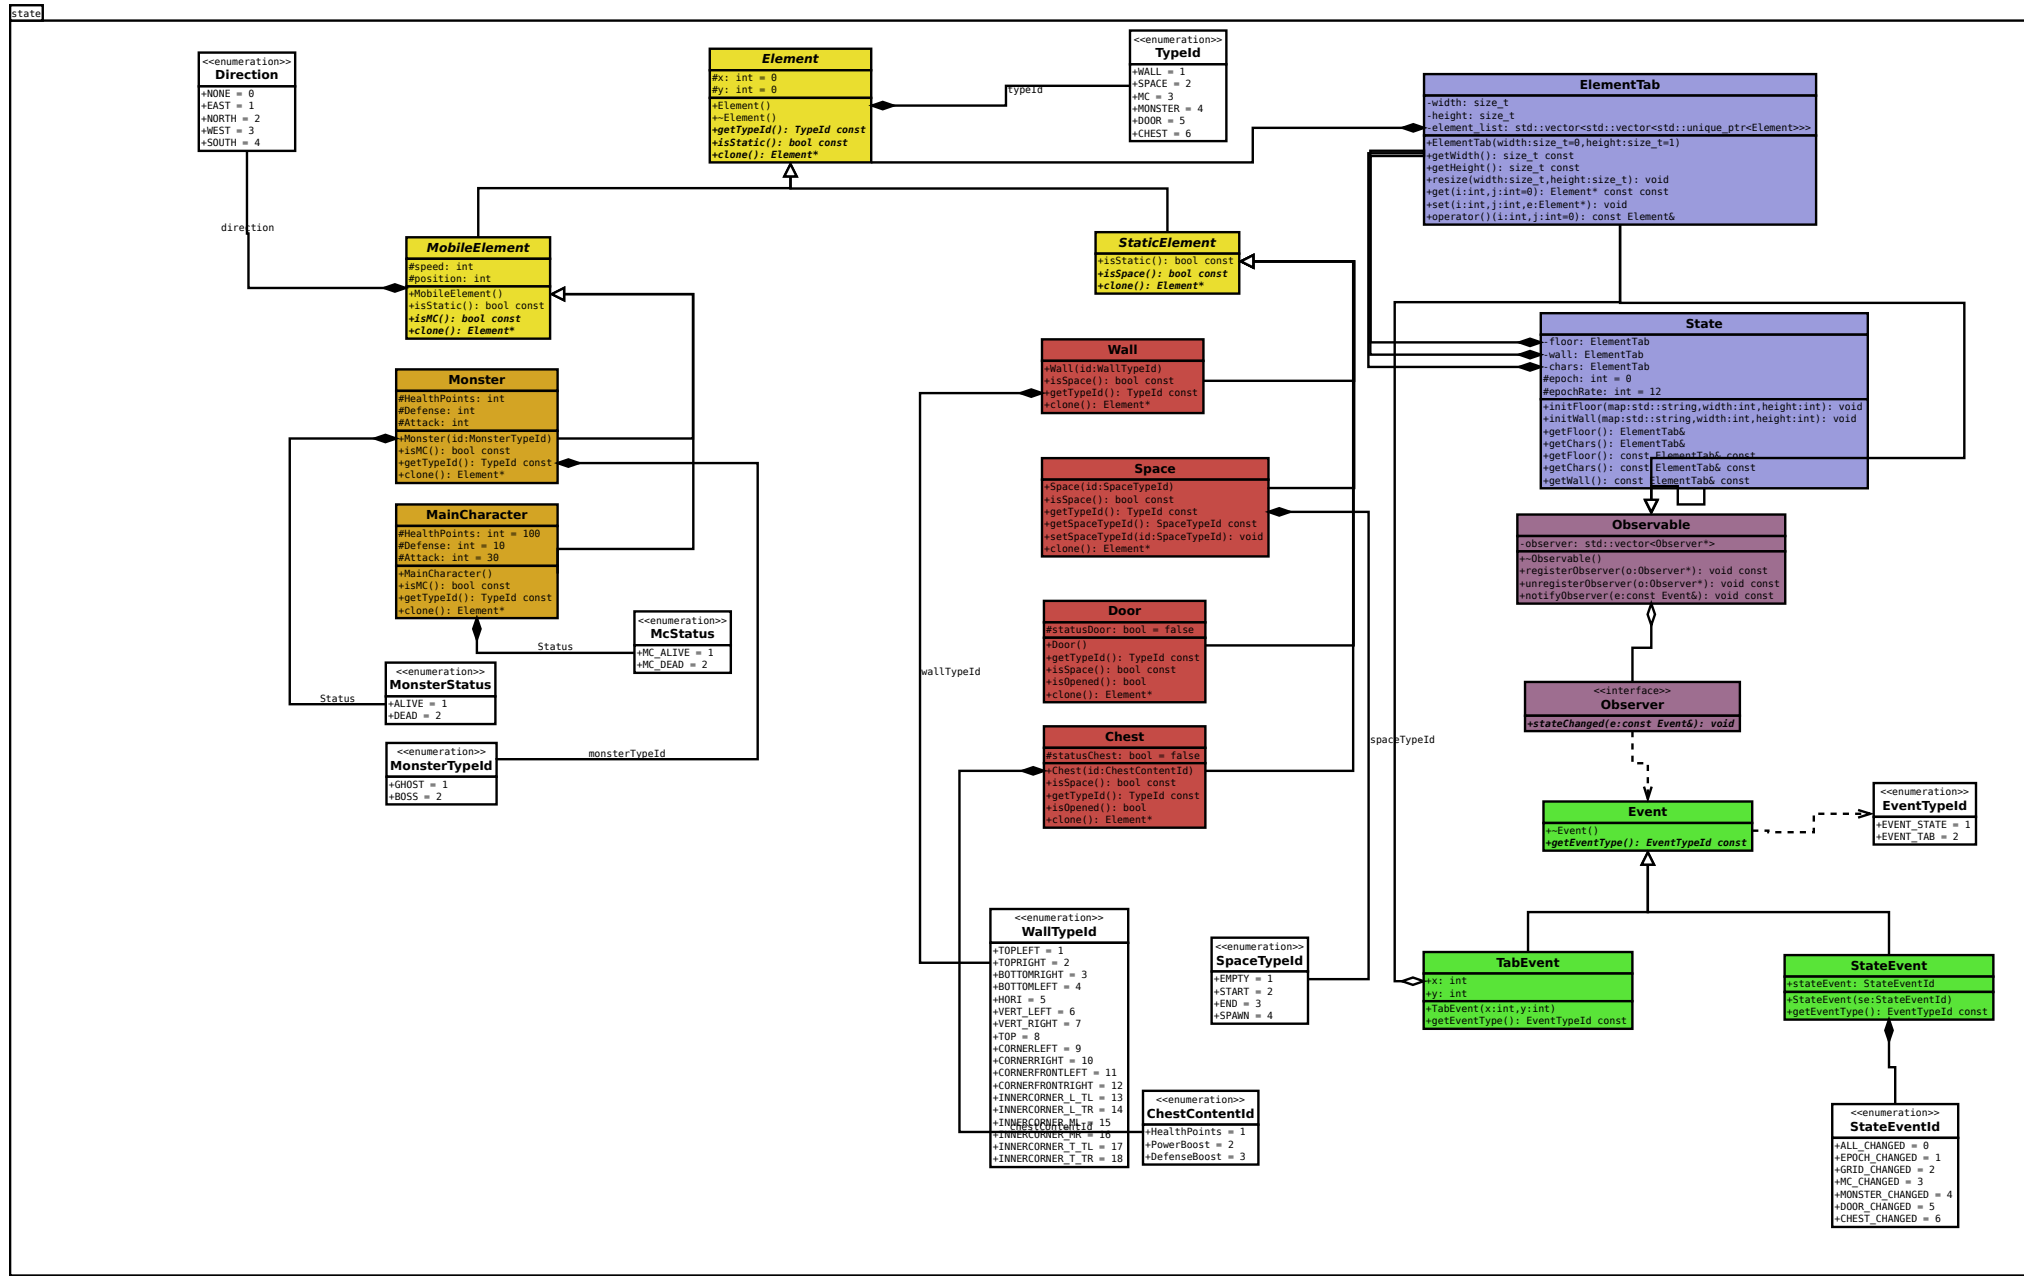 state
<<enumeration>>
Direction
+NONE = 0
+EAST = 1
+NORTH = 2
+WEST = 3
+SOUTH = 4
direction
Element
#x: int = 0
#y: int = 0
+Element()
+~Element()
+getTypeId(): TypeId const
+isStatic(): bool const
+clone(): Element*
typeId
<<enumeration>>
TypeId
+WALL = 1
+SPACE = 2
+MC = 3
+MONSTER = 4
+DOOR = 5
+CHEST = 6
ElementTab
-width: size_t
-height: size_t
-element_list: std::vector<std::vector<std::unique_ptr<Element>>>
+ElementTab(width:size_t=0,height:size_t=1)
+getWidth(): size_t const
+getHeight(): size_t const
+resize(width:size_t,height:size_t): void
+get(i:int,j:int=0): Element* const const
+set(i:int,j:int,e:Element*): void
+operator()(i:int,j:int=0): const Element&
MobileElement
#speed: int
#position: int
+MobileElement()
+isStatic(): bool const
+isMC(): bool const
+clone(): Element*
StaticElement
+isStatic(): bool const
+isSpace(): bool const
+clone(): Element*
State
-floor: ElementTab
-wall: ElementTab
-chars: ElementTab
#epoch: int = 0
#epochRate: int = 12
+initFloor(map:std::string,width:int,height:int): void
+initWall(map:std::string,width:int,height:int): void
+getFloor(): ElementTab&
+getChars(): ElementTab&
+getFloor(): const ElementTab& const
+getChars(): const ElementTab& const
+getWall(): const ElementTab& const
Wall
+Wall(id:WallTypeId)
+isSpace(): bool const
+getTypeId(): TypeId const
+clone(): Element*
Monster
#HealthPoints: int
#Defense: int
#Attack: int
+Monster(id:MonsterTypeId)
+isMC(): bool const
+getTypeId(): TypeId const
+clone(): Element*
Space
+Space(id:SpaceTypeId)
+isSpace(): bool const
+getTypeId(): TypeId const
+getSpaceTypeId(): SpaceTypeId const
+setSpaceTypeId(id:SpaceTypeId): void
+clone(): Element*
MainCharacter
#HealthPoints: int = 100
#Defense: int = 10
#Attack: int = 30
+MainCharacter()
+isMC(): bool const
+getTypeId(): TypeId const
+clone(): Element*
Observable
-observer: std::vector<Observer*>
+~Observable()
+registerObserver(o:Observer*): void const
+unregisterObserver(o:Observer*): void const
+notifyObserver(e:const Event&): void const
Status
<<enumeration>>
McStatus
+MC_ALIVE = 1
+MC_DEAD = 2
Door
#statusDoor: bool = false
+Door()
+getTypeId(): TypeId const
+isSpace(): bool const
+isOpened(): bool
+clone(): Element*
wallTypeId
Status
<<enumeration>>
MonsterStatus
+ALIVE = 1
+DEAD = 2
<<interface>>
Observer
+stateChanged(e:const Event&): void
<<enumeration>>
MonsterTypeId
+GHOST = 1
+BOSS = 2
monsterTypeId
Chest
#statusChest: bool = false
+Chest(id:ChestContentId)
+isSpace(): bool const
+getTypeId(): TypeId const
+isOpened(): bool
+clone(): Element*
spaceTypeId
Event
+~Event()
+getEventType(): EventTypeId const
<<enumeration>>
EventTypeId
+EVENT_STATE = 1
+EVENT_TAB = 2
<<enumeration>>
WallTypeId
+TOPLEFT = 1
+TOPRIGHT = 2
+BOTTOMRIGHT = 3
+BOTTOMLEFT = 4
+HORI = 5
+VERT_LEFT = 6
+VERT_RIGHT = 7
+TOP = 8
+CORNERLEFT = 9
+CORNERRIGHT = 10
+CORNERFRONTLEFT = 11
+CORNERFRONTRIGHT = 12
+INNERCORNER_L_TL = 13
+INNERCORNER_L_TR = 14
+INNERCORNER_ML = 15
chestContentId
+INNERCORNER_MR = 16
+INNERCORNER_T_TL = 17
+INNERCORNER_T_TR = 18
<<enumeration>>
SpaceTypeId
+EMPTY = 1
+START = 2
+END = 3
+SPAWN = 4
<<enumeration>>
ChestContentId
+HealthPoints = 1
+PowerBoost = 2
+DefenseBoost = 3
TabEvent
+x: int
+y: int
+TabEvent(x:int,y:int)
+getEventType(): EventTypeId const
StateEvent
+stateEvent: StateEventId
+StateEvent(se:StateEventId)
+getEventType(): EventTypeId const
<<enumeration>>
StateEventId
+ALL_CHANGED = 0
+EPOCH_CHANGED = 1
+GRID_CHANGED = 2
+MC_CHANGED = 3
+MONSTER_CHANGED = 4
+DOOR_CHANGED = 5
+CHEST_CHANGED = 6